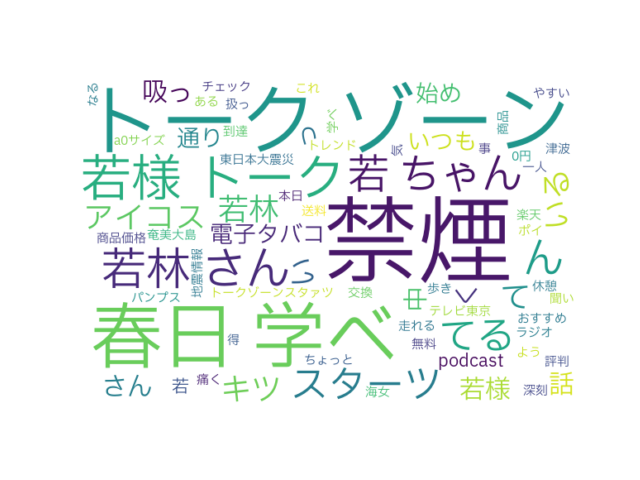 なる
吸っ
チェック
これ
始め
やすい
ある
扱っ
トーク ゾーン
っ
学べ
商品
a0サイズ
通り
到達
トレンド
いつも
0円
事
津波
東日本大震災
若様
トーク
若 ちゃん
一人
る
本日
アイコス
若林
送料
禁煙
楽天
ポイ
い
商品価格
奄美大島
電子タバコ
ん
若林 さん
い
地震情報
トークゾーンスタァツ
交換
日
歩き
し
て
休憩
聞い
パンプス
テレビ東京
春日 学べ
走れる
てる
おすすめ
ラジオ
得
無料
ちょっと
podcast
よう
評判
さん
若
痛く
キツ
スターツ
海女
若様
深刻
話